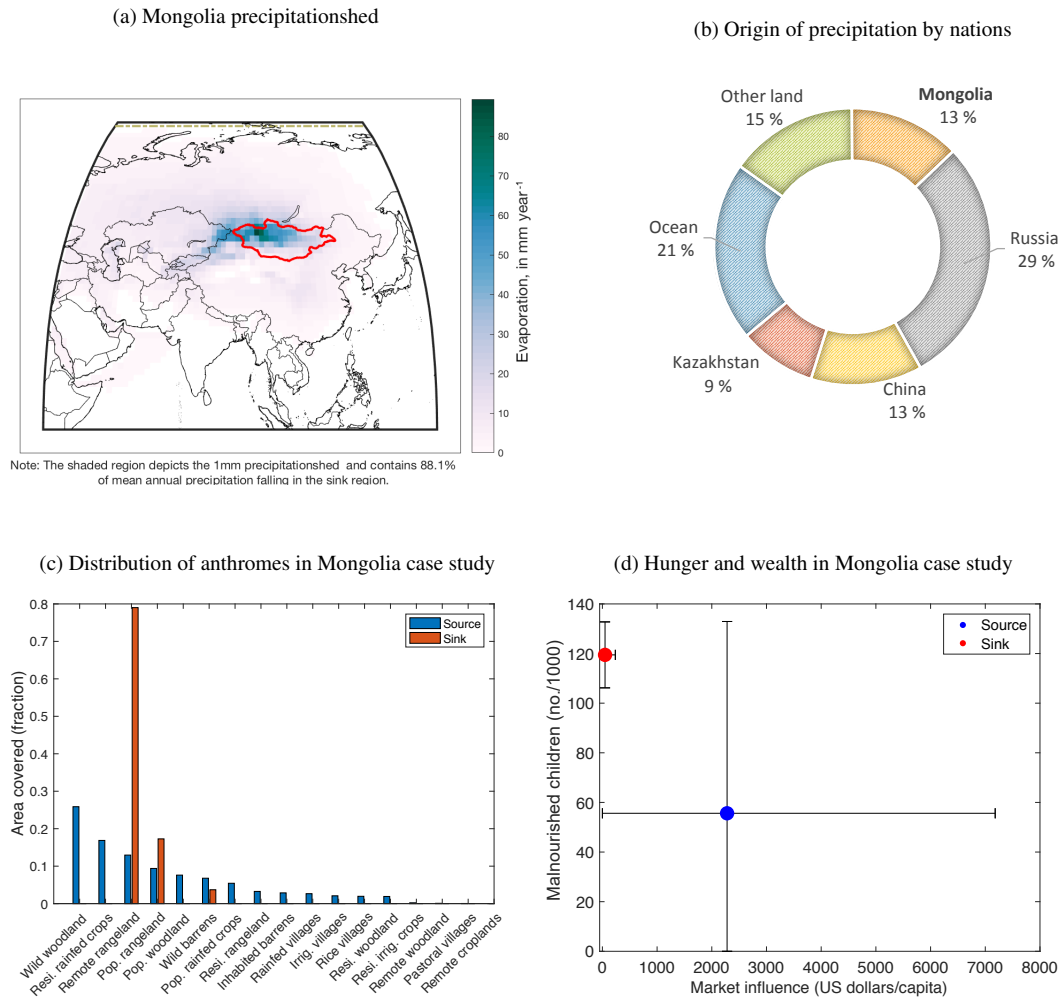 (a) Mongolia precipitationshed
80
70
60
50
40
30
20
10
0
Evaporation, in mm year⁻¹
Note: The shaded region depicts the 1mm precipitationshed and contains 88.1%
of mean annual precipitation falling in the sink region.
(b) Origin of precipitation by nations
Other land
15 %
Mongolia
13 %
Ocean
21 %
Russia
29 %
Kazakhstan
9 %
China
13 %
(c) Distribution of anthromes in Mongolia case study
0.8
0.7
0.6
0.5
0.4
0.3
0.2
0.1
0
Area covered (fraction)
Source
Sink
Wild woodland
Resi. rainfed crops
Remote rangeland
Pop. rangeland
Pop. woodland
Wild barrens
Pop. rainfed crops
Resi. rangeland
Inhabited barrens
Rainfed villages
Irrig. villages
Rice villages
Resi. woodland
Resi. irrig. crops
Remote woodland
Pastoral villages
Remote croplands
(d) Hunger and wealth in Mongolia case study
140
120
100
80
60
40
20
0
Malnourished children (no./1000)
Source
Sink
0 1000 2000 3000 4000 5000 6000 7000 8000
Market influence (US dollars/capita)